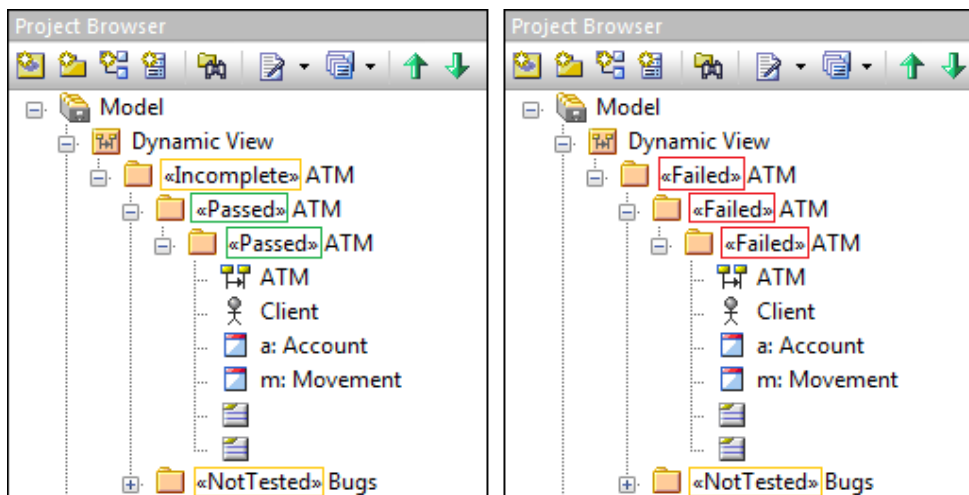 Project Browser
Model
Dynamic View
«Incomplete» ATM
«Passed» ATM
«Passed» ATM
ATM
Client
a: Account
m: Movement
«NotTested» Bugs
Project Browser
Model
Dynamic View
«Failed» ATM
«Failed» ATM
«Failed» ATM
ATM
Client
a: Account
m: Movement
«NotTested» Bugs